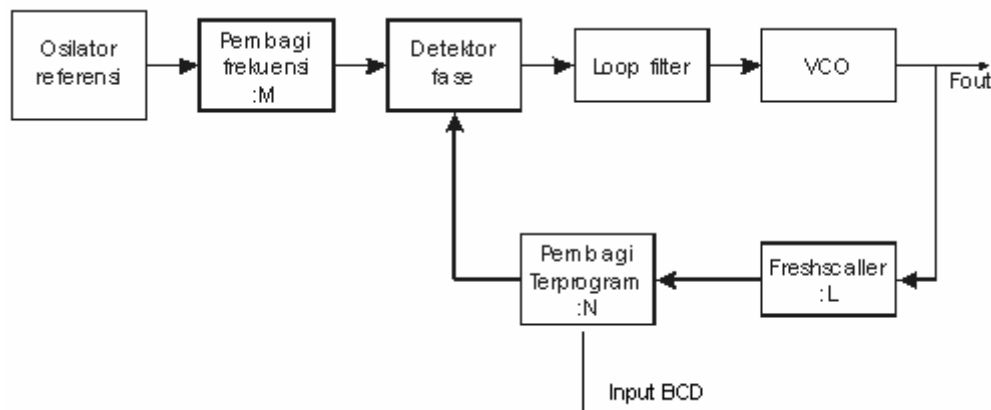 Osilator
referensi
Pembagi
frekuensi
:M
Detektor
fase
Loop filter
VCO
Fout
Pembagi
Terprogram
:N
Freshscaller
:L
Input BCD